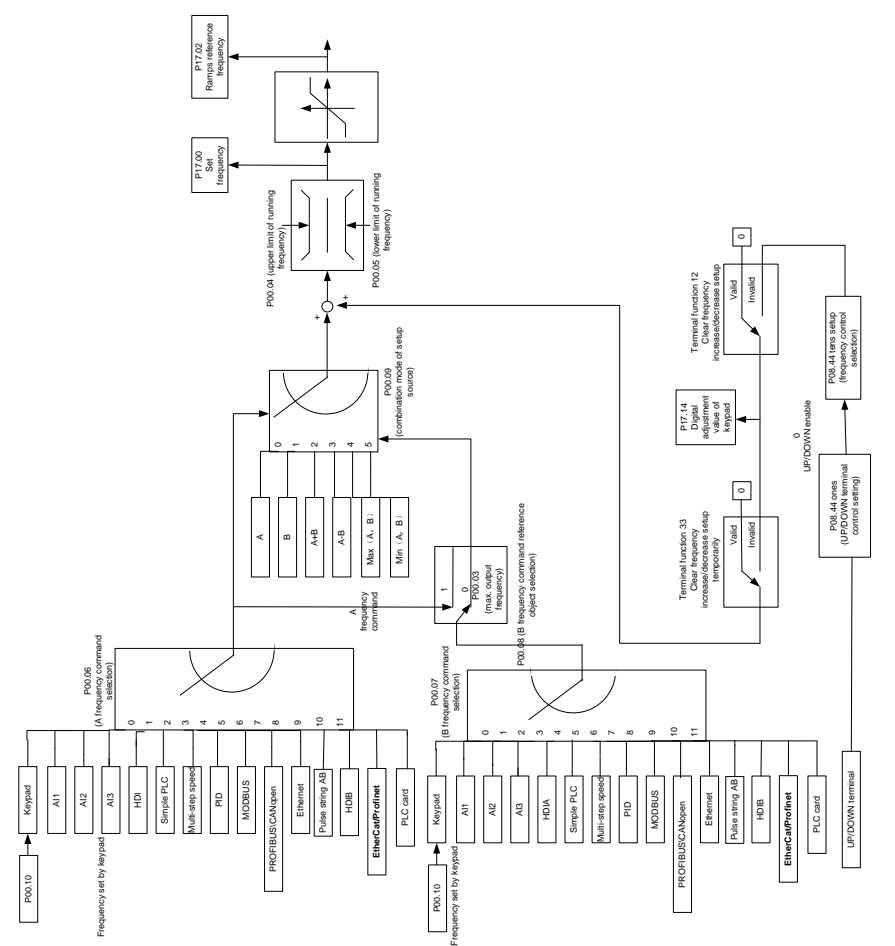 P17.02
Ramps reference
frequency
P17.00
Set
frequency
P00.04 (upper limit of running
frequency)
P00.05 (lower limit of running
frequency)
+
+
P00.09
(combination mode of setup
source)
0
1
2
3
4
5
A
B
A+B
A-B
Max（A，B）
Min（A，B）
A
frequency
command
1
0
P00.03
(max. output
frequency)
P00.08 (B frequency command reference
object selection)
P00.06
(A frequency command
selection)
0
1
2
3
4
5
6
7
8
9
10
11
Keypad
AI1
AI2
AI3
HDI
Simple PLC
Multi-step speed
PID
MODBUS
PROFIBUS\CANopen
Ethernet
Pulse string AB
HDIB
EtherCat/Profinet
PLC card
P00.10
Frequency set by keypad
P00.07
(B frequency command
selection)
0
1
2
3
4
5
6
7
8
9
10
11
Keypad
AI1
AI2
AI3
HDIA
Simple PLC
Multi-step speed
PID
MODBUS
PROFIBUS\CANopen
Ethernet
Pulse string AB
HDIB
EtherCat/Profinet
PLC card
P00.10
Frequency set by keypad
Terminal function 12
Clear frequency
increase/decrease setup
Valid
Invalid
0
P17.14
Digital
adjustment
value of
keypad
Terminal function 33
Clear frequency
increase/decrease setup
temporarily
Valid
Invalid
0
P08.44 tens setup
(frequency control
selection)
0
UP/DOWN enable
P08.44 ones
(UP/DOWN terminal
control setting)
UP/DOWN terminal